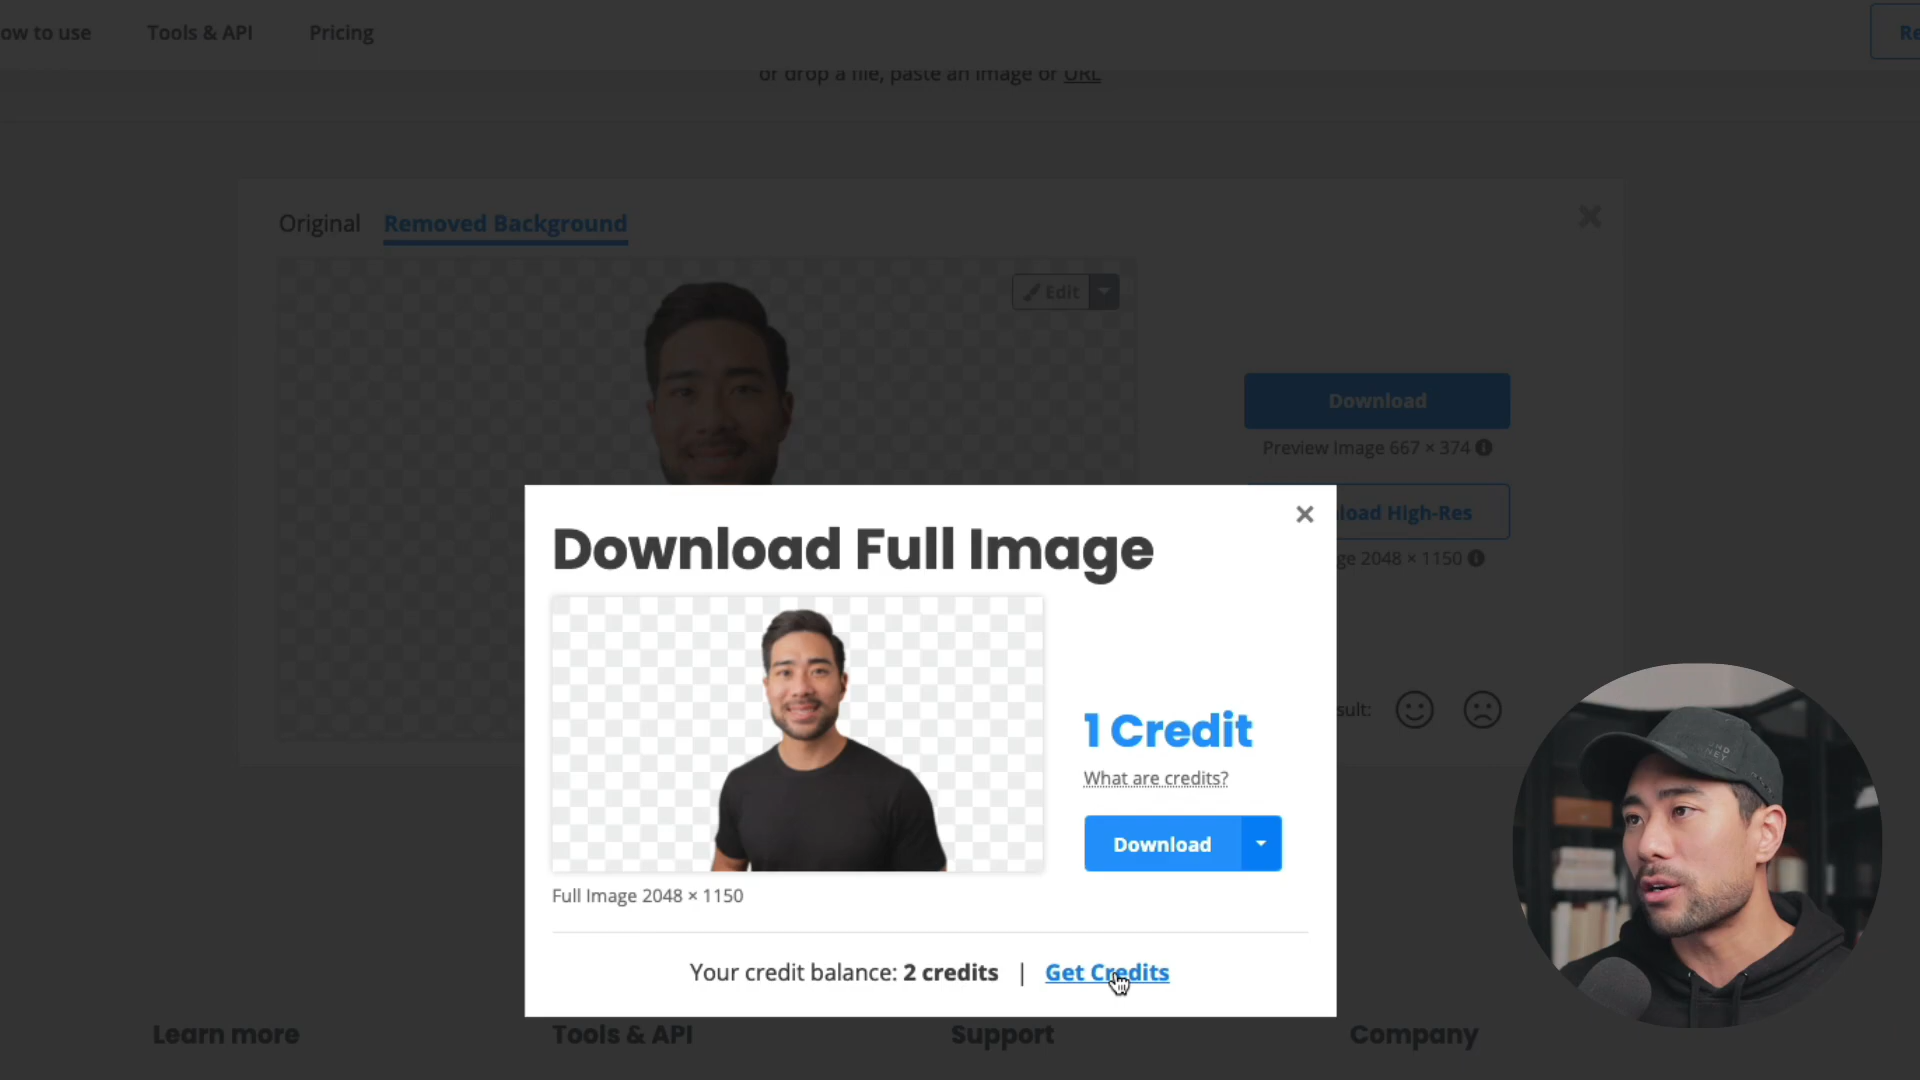 ow to use
Tools & API
Pricing
Re
or drop a file, paste an image or URL
Original
Removed Background
Edit
Download
Preview Image 667 × 374
load High-Res
ge 2048 × 1150
Download Full Image
1 Credit
What are credits?
Download
Full Image 2048 × 1150
sult:
Your credit balance: 2 credits | Get Credits
Learn more
Tools & API
Support
Company